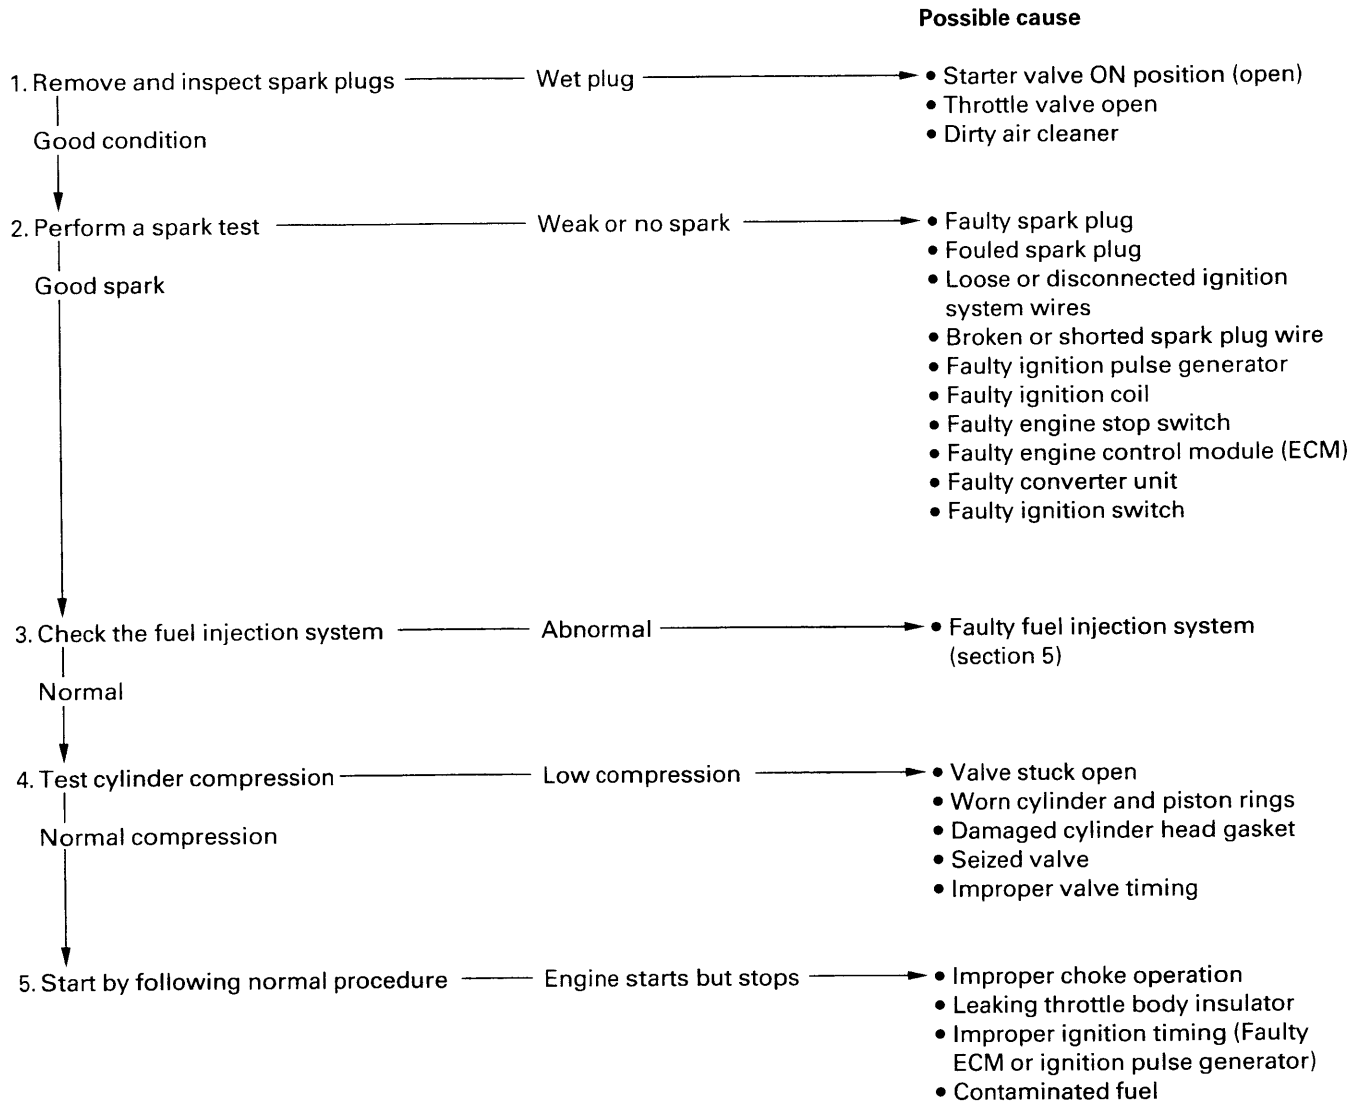 Possible cause
1. Remove and inspect spark plugs Wet plug • Starter valve ON position (open)
• Throttle valve open
Good condition • Dirty air cleaner
2. Perform a spark test Weak or no spark • Faulty spark plug
• Fouled spark plug
Good spark • Loose or disconnected ignition
system wires
• Broken or shorted spark plug wire
• Faulty ignition pulse generator
• Faulty ignition coil
• Faulty engine stop switch
• Faulty engine control module (ECM)
• Faulty converter unit
• Faulty ignition switch
3. Check the fuel injection system Abnormal • Faulty fuel injection system
(section 5)
Normal
4. Test cylinder compression Low compression • Valve stuck open
• Worn cylinder and piston rings
Normal compression • Damaged cylinder head gasket
• Seized valve
• Improper valve timing
5. Start by following normal procedure Engine starts but stops • Improper choke operation
• Leaking throttle body insulator
• Improper ignition timing (Faulty
ECM or ignition pulse generator)
• Contaminated fuel